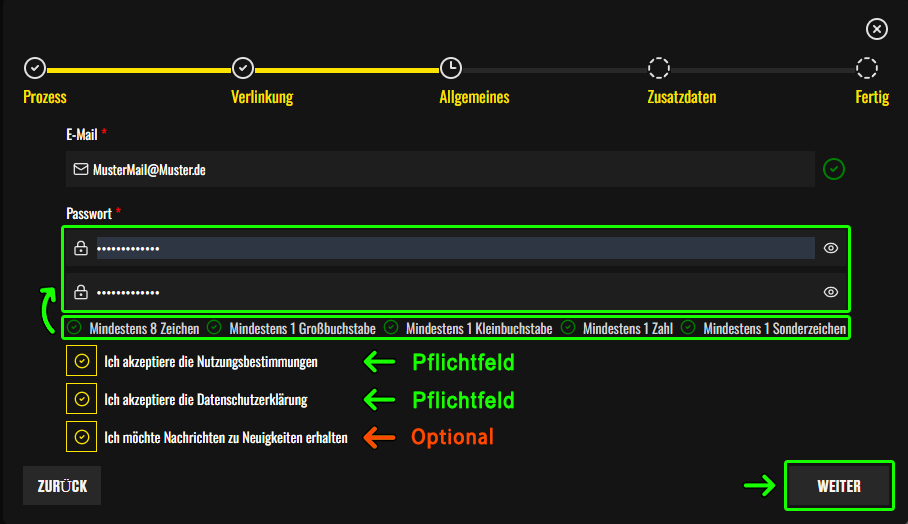 Prozess Verlinkung Allgemeines Zusatzdaten Fertig
E-Mail *
MusterMail@Muster.de
Passwort *
•••••••••••••
•••••••••••••
Mindestens 8 Zeichen Mindestens 1 Großbuchstabe Mindestens 1 Kleinbuchstabe Mindestens 1 Zahl Mindestens 1 Sonderzeichen
Ich akzeptiere die Nutzungsbestimmungen Pflichtfeld
Ich akzeptiere die Datenschutzerklärung Pflichtfeld
Ich möchte Nachrichten zu Neuigkeiten erhalten Optional
ZURÜCK WEITER